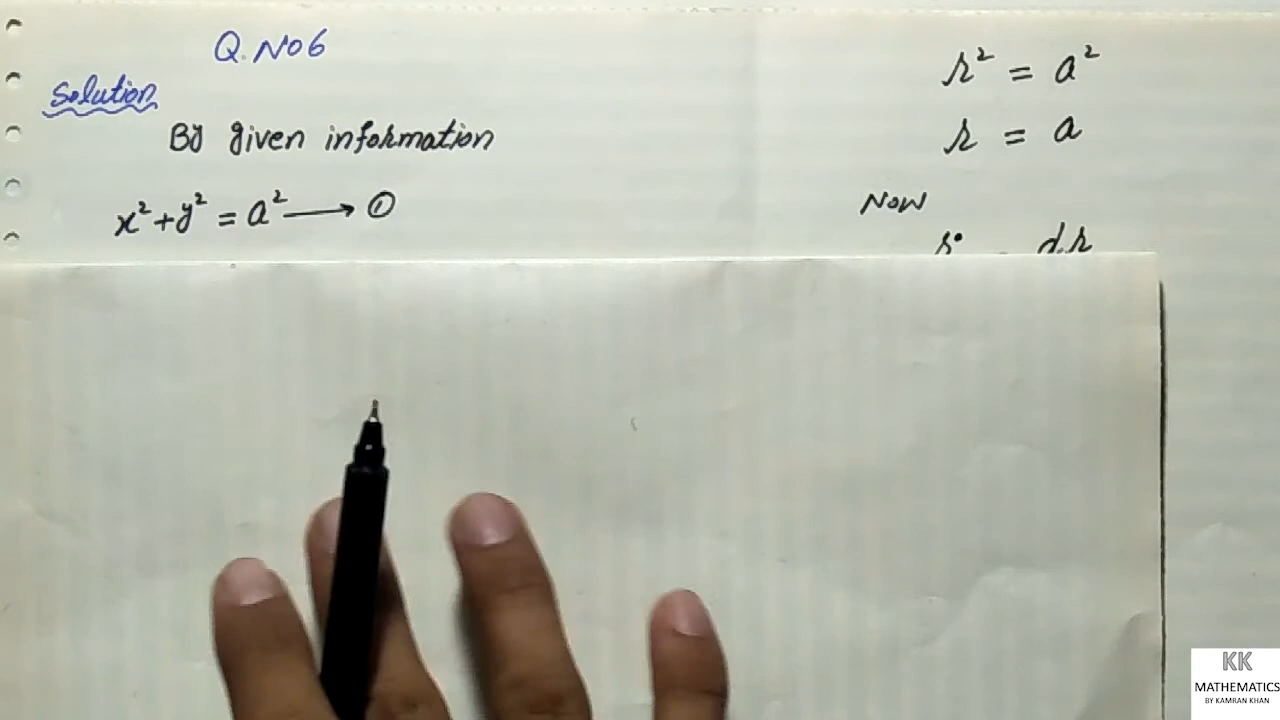 Q.No6
Solution
By given information
x² + y² = a² ⟶ ①
r² = a²
r = a
Now
KK
MATHEMATICS
BY KAMRAN KHAN